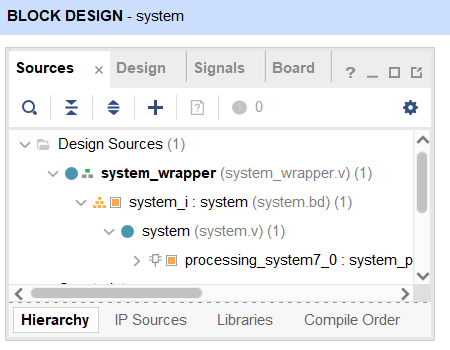 BLOCK DESIGN - system
Sources × Design Signals Board ? _
0
Design Sources (1)
system_wrapper (system_wrapper.v) (1)
system_i : system (system.bd) (1)
system (system.v) (1)
processing_system7_0 : system_p
Hierarchy IP Sources Libraries Compile Order